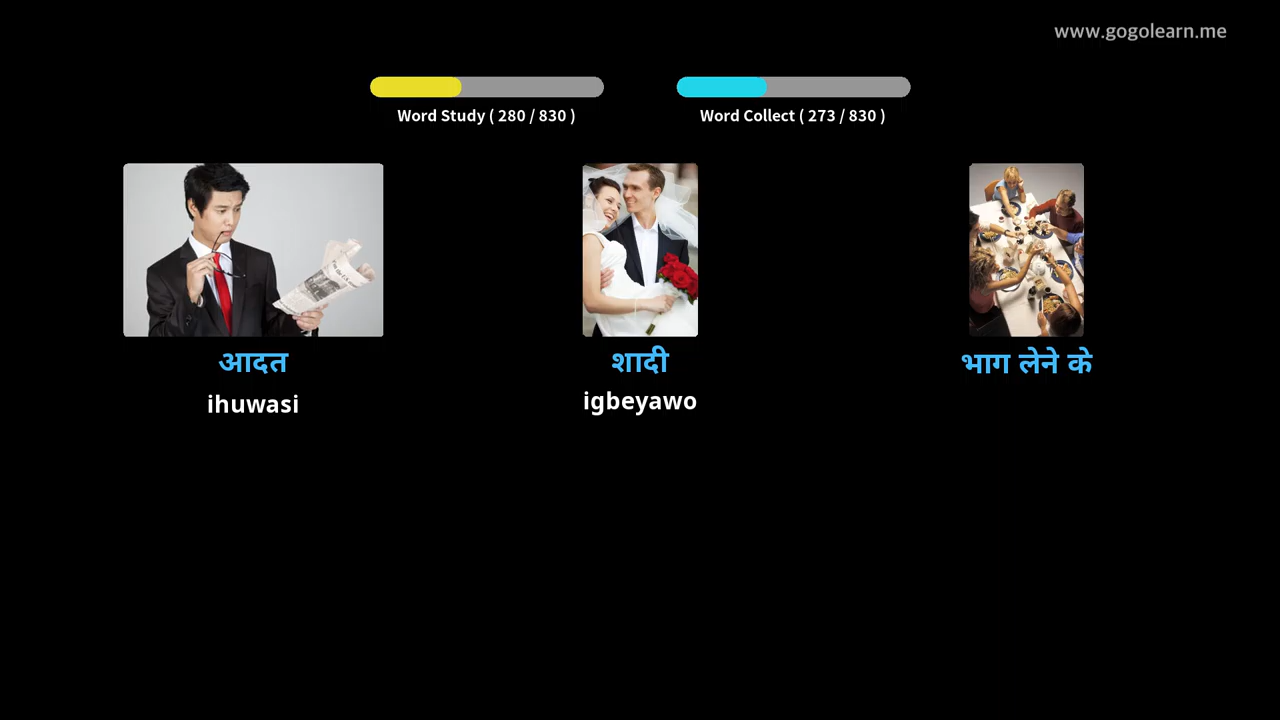 www.gogolearn.me
Word Study ( 280 / 830 )
Word Collect ( 273 / 830 )
आदत
शादी
भाग लेने के
ihuwasi
igbeyawo